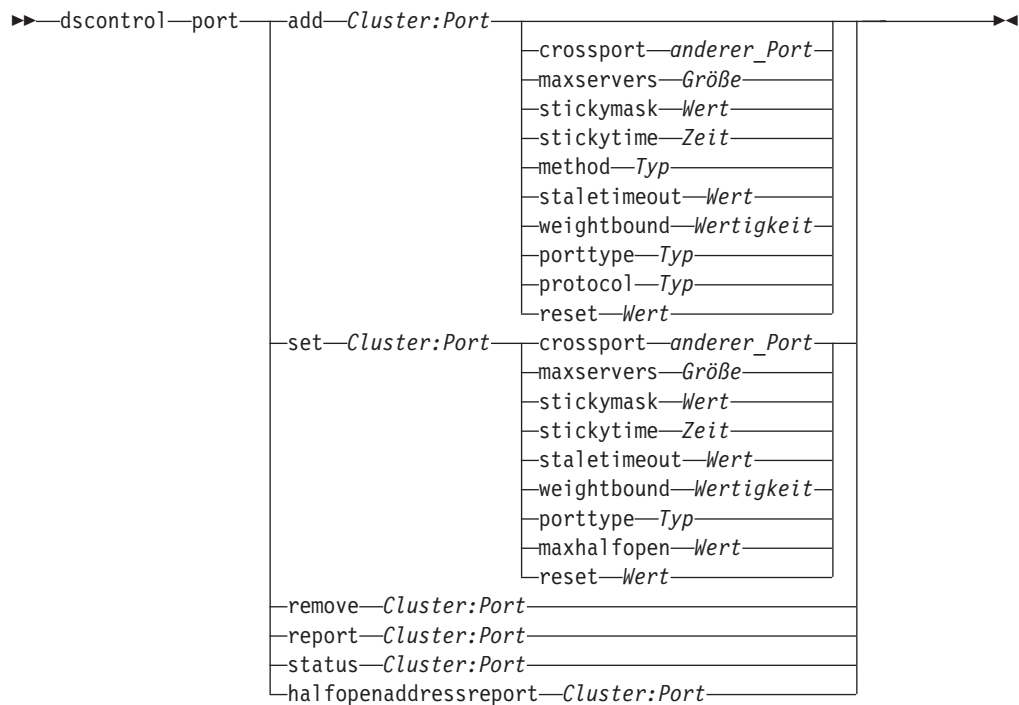 dscontrol port add Cluster:Port
crossport anderer_Port
maxservers Größe
stickymask Wert
stickytime Zeit
method Typ
staletimeout Wert
weightbound Wertigkeit
porttype Typ
protocol Typ
reset Wert
set Cluster:Port crossport anderer_Port
maxservers Größe
stickymask Wert
stickytime Zeit
staletimeout Wert
weightbound Wertigkeit
porttype Typ
maxhalfopen Wert
reset Wert
remove Cluster:Port
report Cluster:Port
status Cluster:Port
halfopenaddressreport Cluster:Port